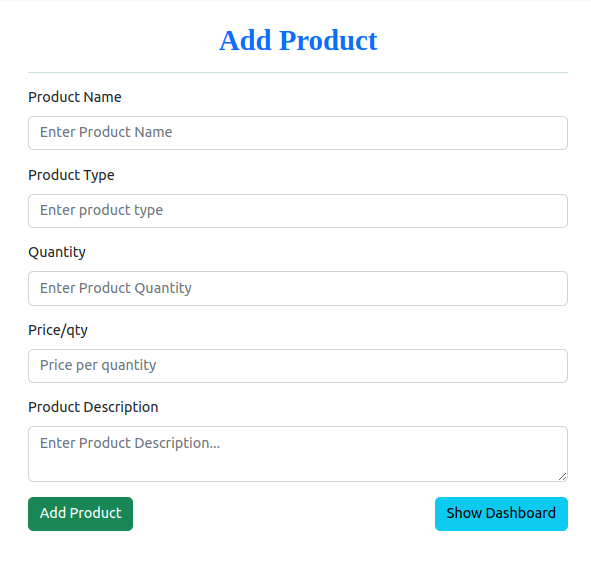 Add Product
Product Name
Enter Product Name
Product Type
Enter product type
Quantity
Enter Product Quantity
Price/qty
Price per quantity
Product Description
Enter Product Description...
Add Product
Show Dashboard